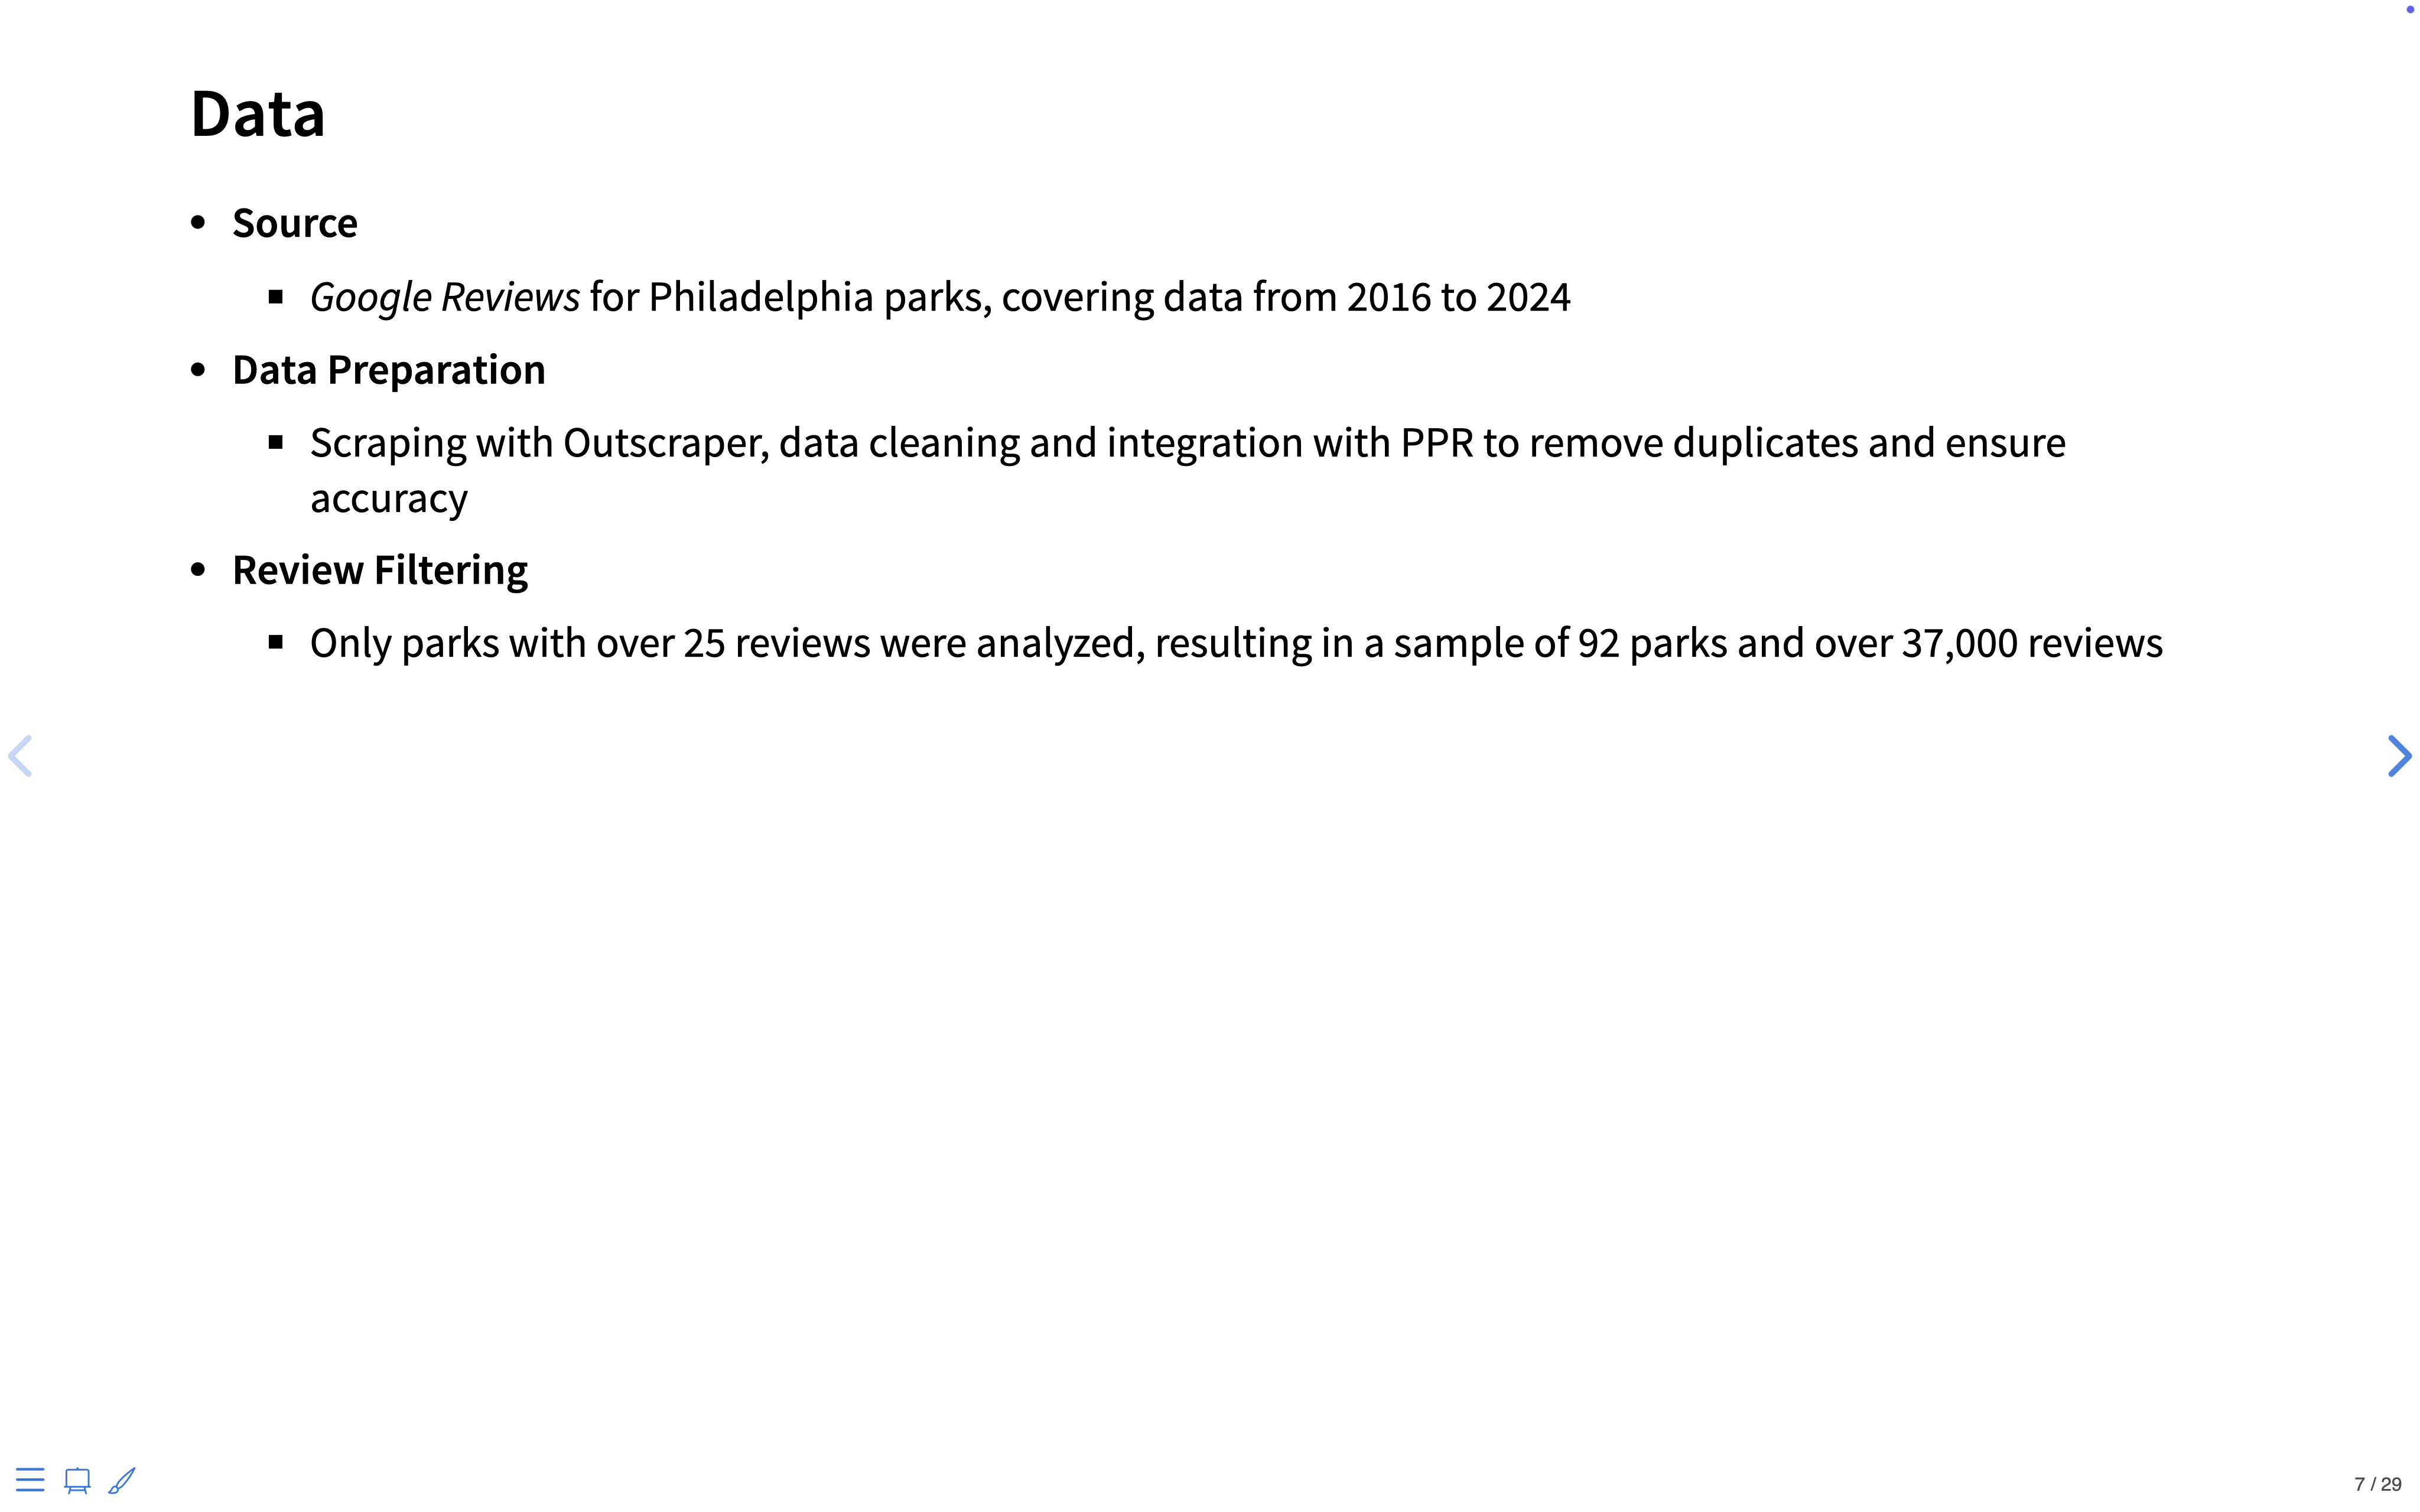 Data
Source
Google Reviews for Philadelphia parks, covering data from 2016 to 2024
Data Preparation
Scraping with Outscraper, data cleaning and integration with PPR to remove duplicates and ensure
accuracy
Review Filtering
Only parks with over 25 reviews were analyzed, resulting in a sample of 92 parks and over 37,000 reviews
7 / 29